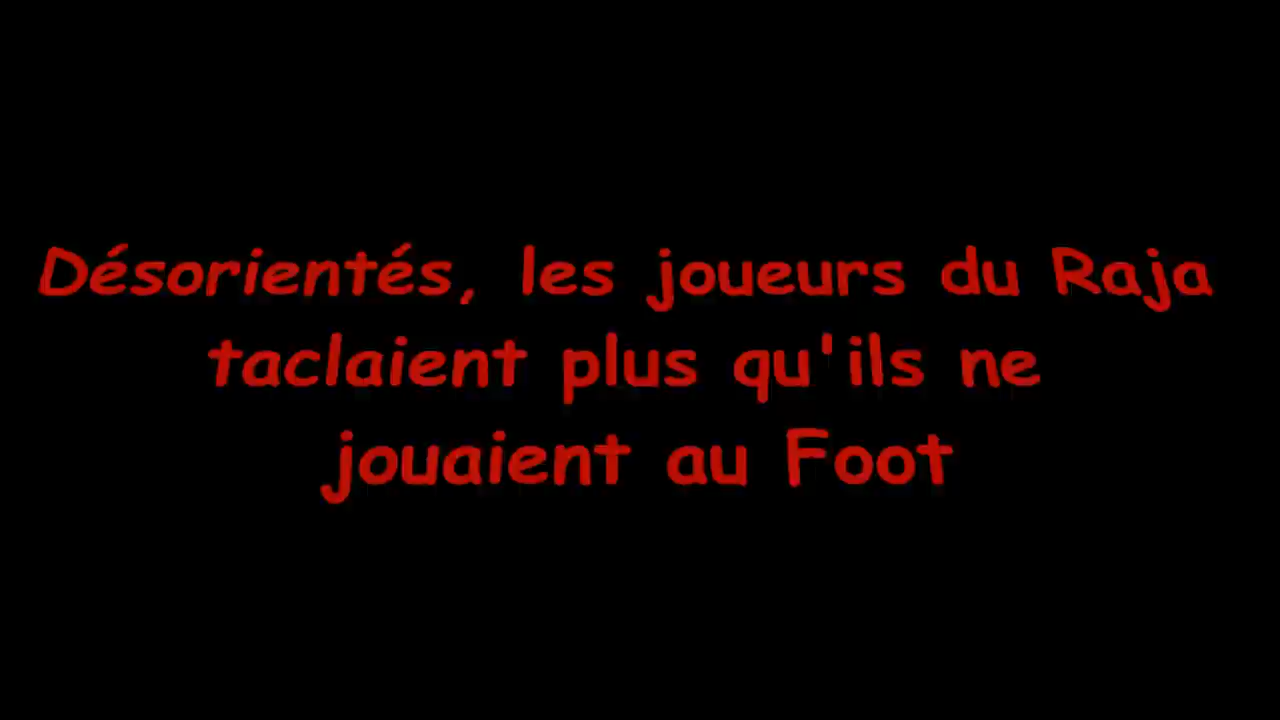 Désorientés, les joueurs du Raja
taclaient plus qu'ils ne
jouaient au Foot